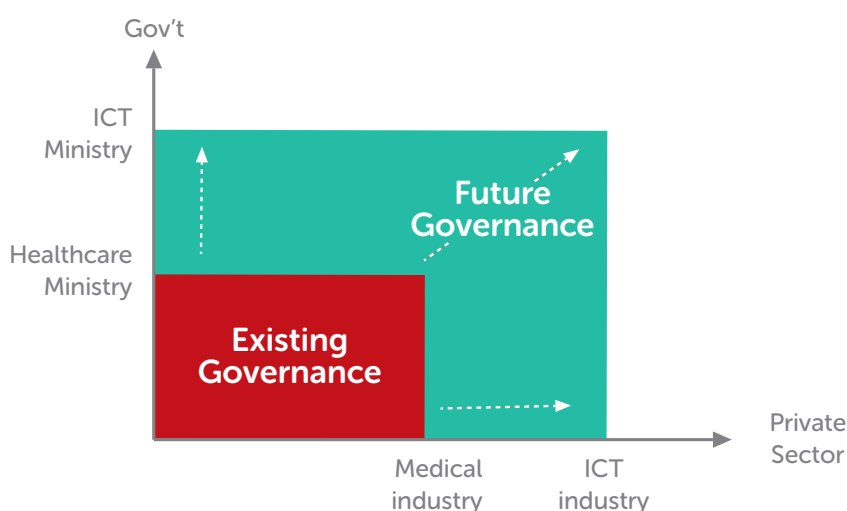 Gov't
ICT
Ministry
Future
Governance
Healthcare
Ministry
Existing
Governance
Private
Sector
Medical
industry
ICT
industry